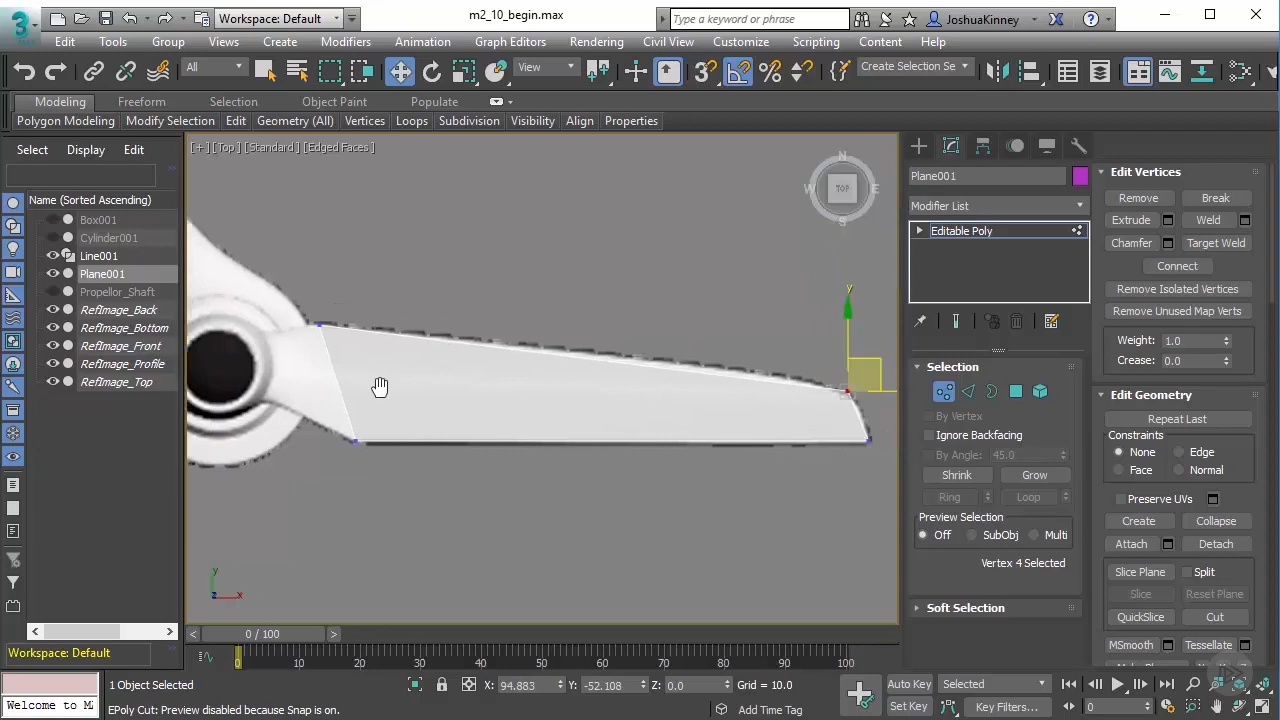 3
MAX
Workspace: Default
m2_10_begin.max
Type a keyword or phrase
JoshuaKinney
Edit
Tools
Group
Views
Create
Modifiers
Animation
Graph Editors
Rendering
Civil View
Customize
Scripting
Content
Help
All
View
Create Selection Se
Modeling
Freeform
Selection
Object Paint
Populate
Polygon Modeling
Modify Selection
Edit
Geometry (All)
Vertices
Loops
Subdivision
Visibility
Align
Properties
Select
Display
Edit
Name (Sorted Ascending)
Box001
Cylinder001
Line001
Plane001
Propellor_Shaft
RefImage_Back
RefImage_Bottom
RefImage_Front
RefImage_Profile
RefImage_Top
[+] [Top] [Standard] [Edged Faces]
N
W
TOP
E
S
y
y
z
x
Plane001
Modifier List
Editable Poly
Selection
By Vertex
Ignore Backfacing
By Angle: 45.0
Shrink
Grow
Ring
Loop
Preview Selection
Off
SubObj
Multi
Vertex 4 Selected
Soft Selection
Edit Vertices
Remove
Break
Extrude
Weld
Chamfer
Target Weld
Connect
Remove Isolated Vertices
Remove Unused Map Verts
Weight: 1.0
Crease: 0.0
Edit Geometry
Repeat Last
Constraints
None
Edge
Face
Normal
Preserve UVs
Create
Collapse
Attach
Detach
Slice Plane
Split
Slice
Reset Plane
QuickSlice
Cut
MSmooth
Tessellate
< 0 / 100 >
Workspace: Default
0 10 20 30 40 50 60 70 80 90 100
Welcome to M
1 Object Selected
EPoly Cut: Preview disabled because Snap is on.
X: 94.883
Y: -52.108
Z: 0.0
Grid = 10.0
Add Time Tag
Auto Key
Selected
Set Key
Key Filters...
0